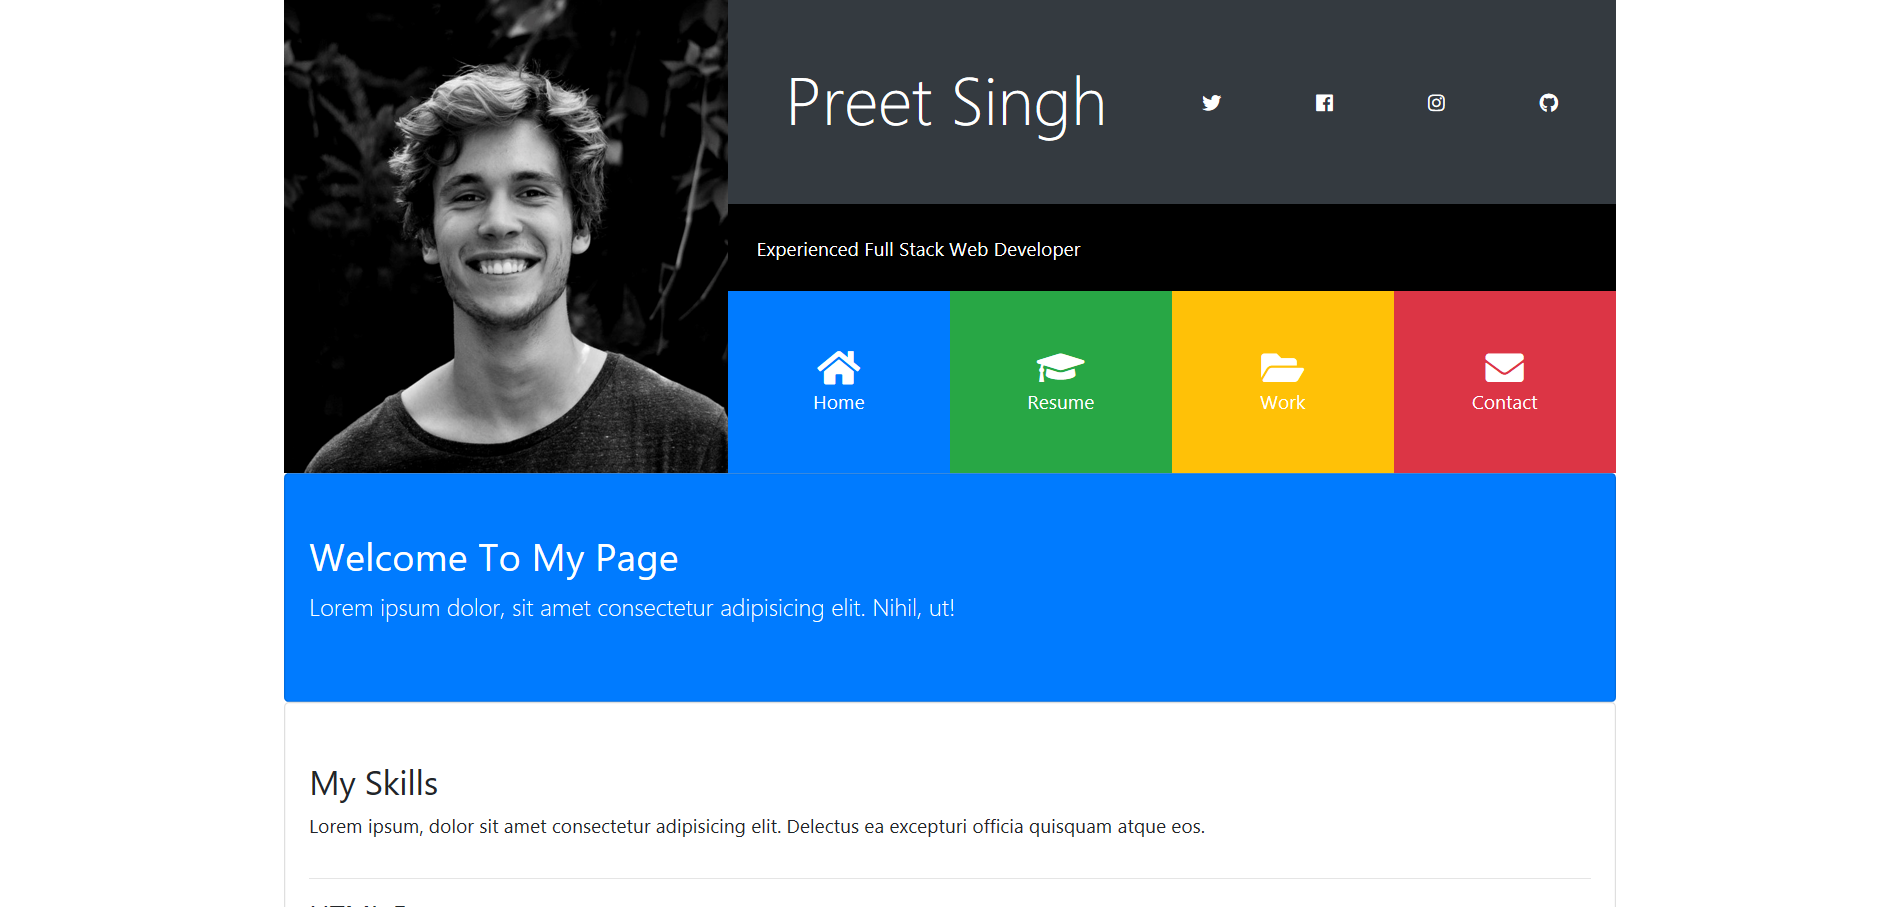 Preet Singh
Experienced Full Stack Web Developer
Home
Resume
Work
Contact
Welcome To My Page
Lorem ipsum dolor, sit amet consectetur adipisicing elit. Nihil, ut!
My Skills
Lorem ipsum, dolor sit amet consectetur adipisicing elit. Delectus ea excepturi officia quisquam atque eos.